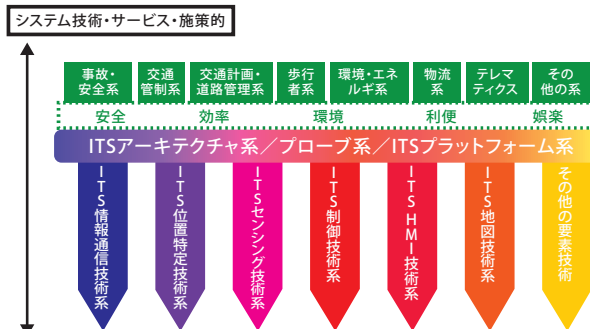 システム技術・サービス・施策的
事故・
安全系
交通
管制系
交通計画・
道路管理系
歩行
者系
環境・エネ
ルギ系
物流
系
テレマ
ティクス
その
他の系
安全
効率
環境
利便
娯楽
ITSアーキテクチャ系／プローブ系／ITSプラットフォーム系
ITS情報通信技術系
ITS位置特定技術系
ITSセンシング技術系
ITS制御技術系
ITS HMI技術系
ITS地図技術系
その他の要素技術